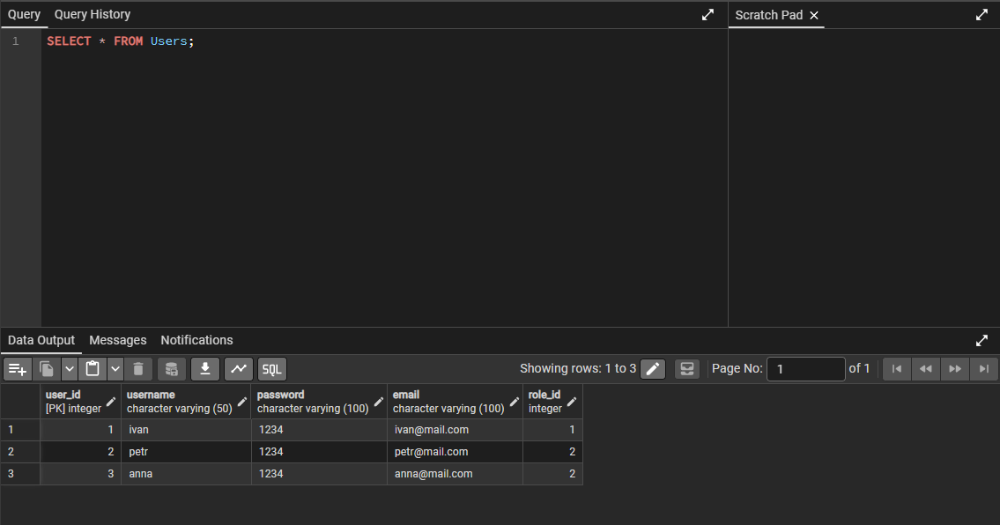 Query Query History
Scratch Pad
1 SELECT * FROM Users;
Data Output Messages Notifications
SQL Showing rows: 1 to 3 Page No: 1 of 1
user_id username password email role_id
[PK] integer character varying (50) character varying (100) character varying (100) integer
1 1 ivan 1234 ivan@mail.com 1
2 2 petr 1234 petr@mail.com 2
3 3 anna 1234 anna@mail.com 2